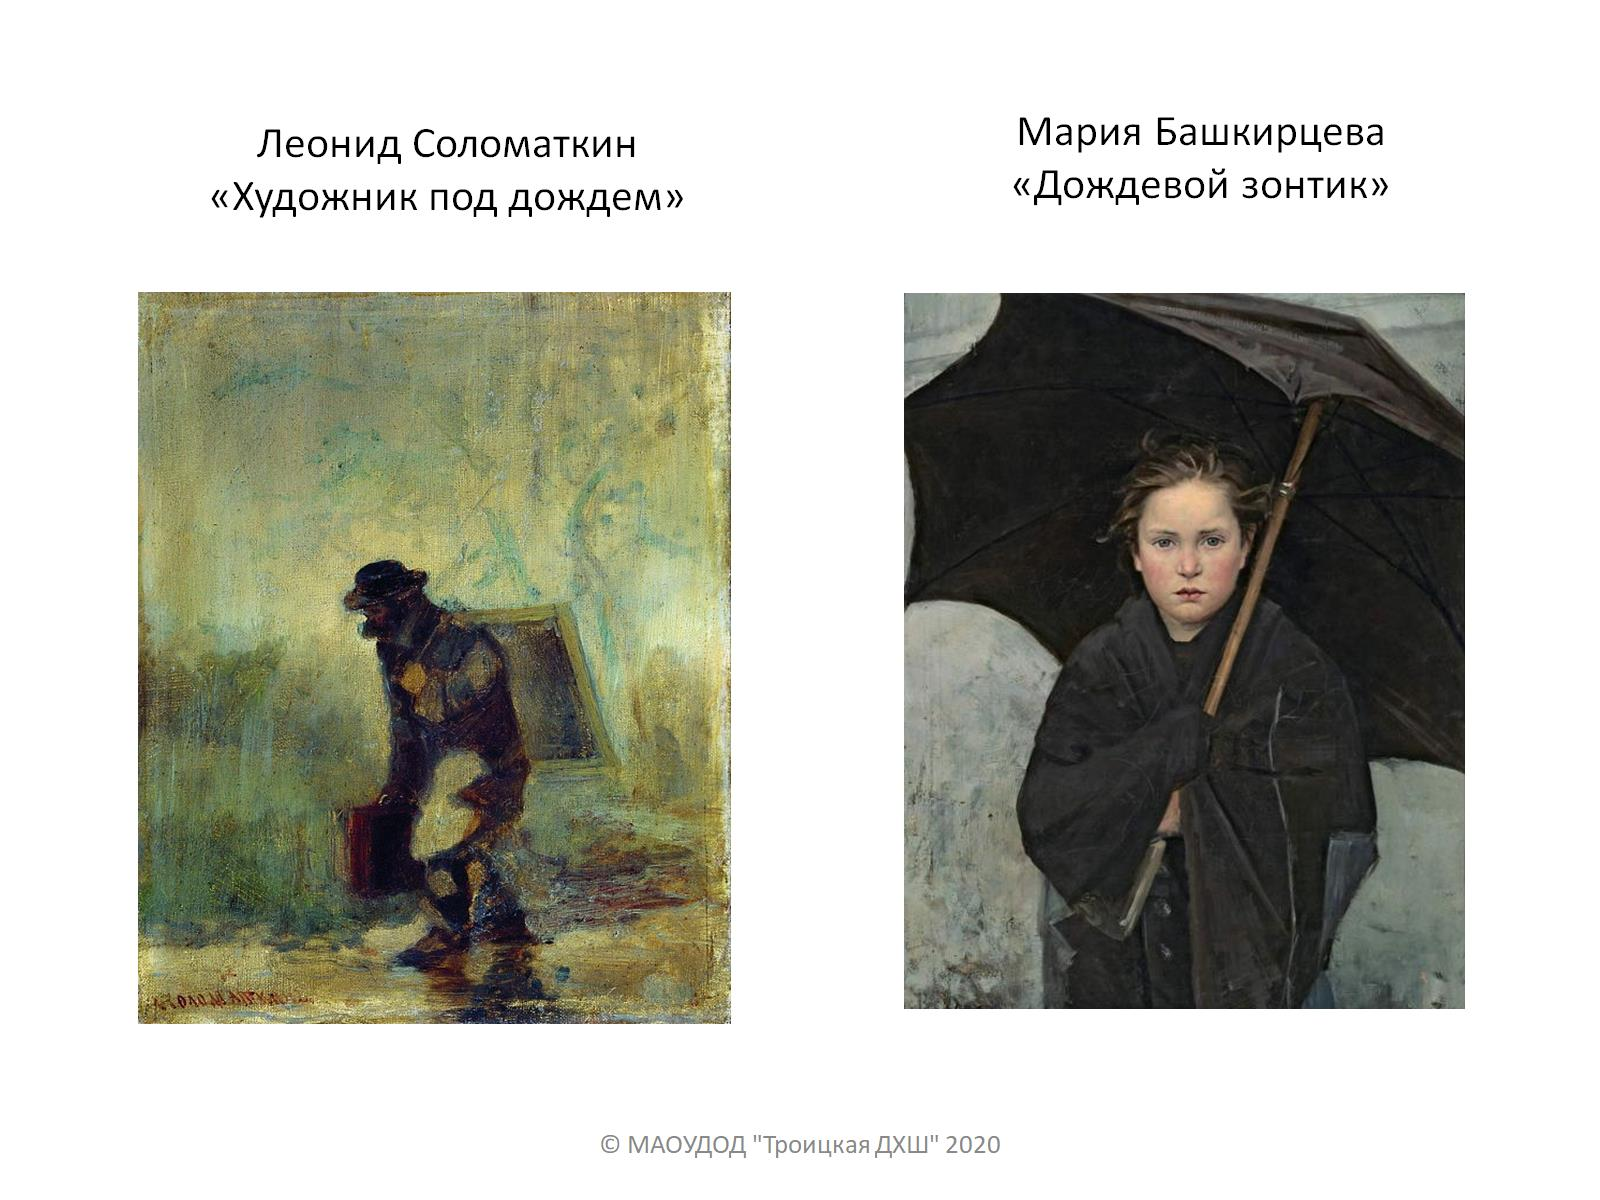 Леонид Соломаткин
«Художник под дождем»
Мария Башкирцева
«Дождевой зонтик»
© МАОУДОД "Троицкая ДХШ" 2020